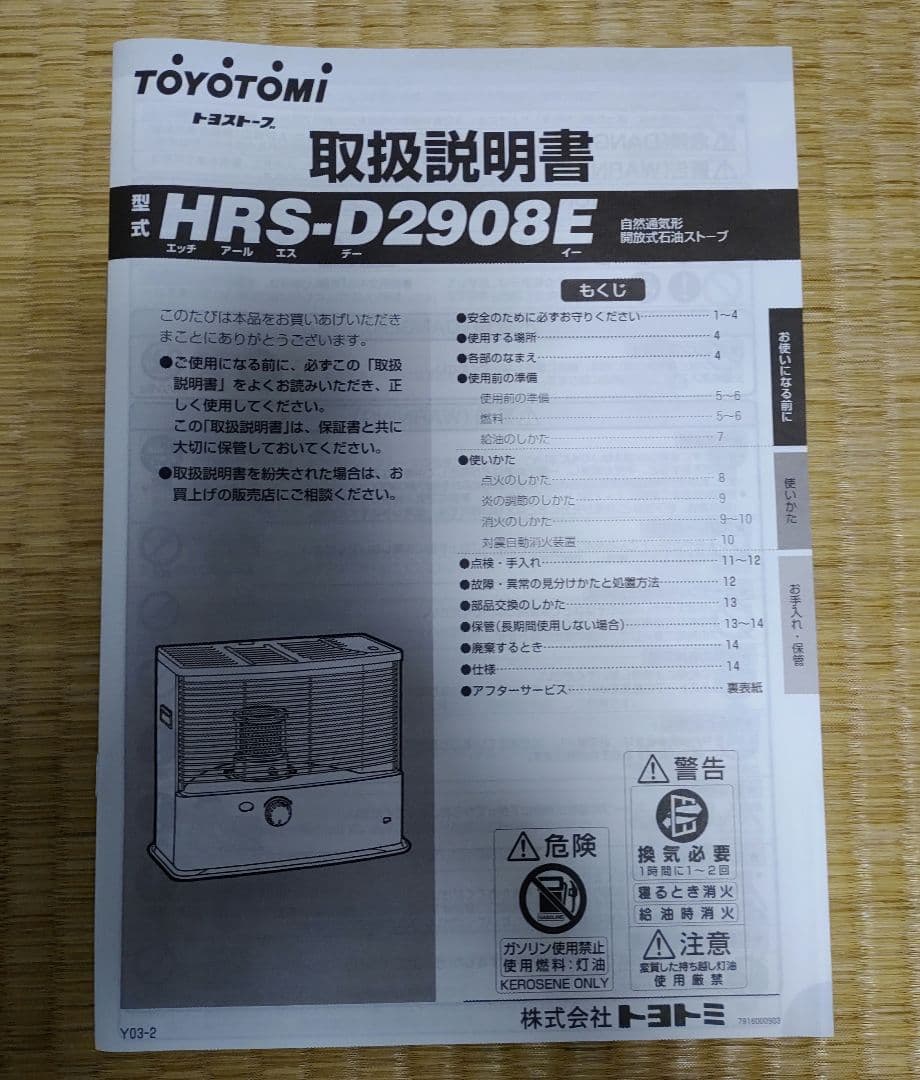 TOYOTOMI
トヨストーブ
取扱説明書
型式 HRS-D2908E
エッチ アール エス デー イー
自然通気形
開放式石油ストーブ
このたびは本品をお買いあげいただき
まことにありがとうございます。
●ご使用になる前に、必ずこの「取扱
説明書」をよくお読みいただき、正
しく使用してください。
この「取扱説明書」は、保証書と共に
大切に保管しておいてください。
●取扱説明書を紛失された場合は、お
買上げの販売店にご相談ください。
もくじ
●安全のために必ずお守りください 1〜4
●使用する場所 4
●各部のなまえ 4
●使用前の準備
使用前の準備 5〜6
燃料 5〜6
給油のしかた 7
●使いかた
点火のしかた 8
炎の調節のしかた 9
消火のしかた 9〜10
対震自動消火装置 10
●点検・手入れ 11〜12
●故障・異常の見分けかたと処置方法 12
●部品交換のしかた 13
●保管(長期間使用しない場合) 13〜14
●廃棄するとき 14
●仕様 14
●アフターサービス 裏表紙
お使いになる前に
使いかた
お手入れ・保管
危険
GASOLINE
ガソリン使用禁止
使用燃料:灯油
KEROSENE ONLY
警告
換気必要
1時間に1〜2回
寝るとき消火
給油時消火
注意
変質した持ち越し灯油
使用厳禁
株式会社トヨトミ
7916000903
Y03-2